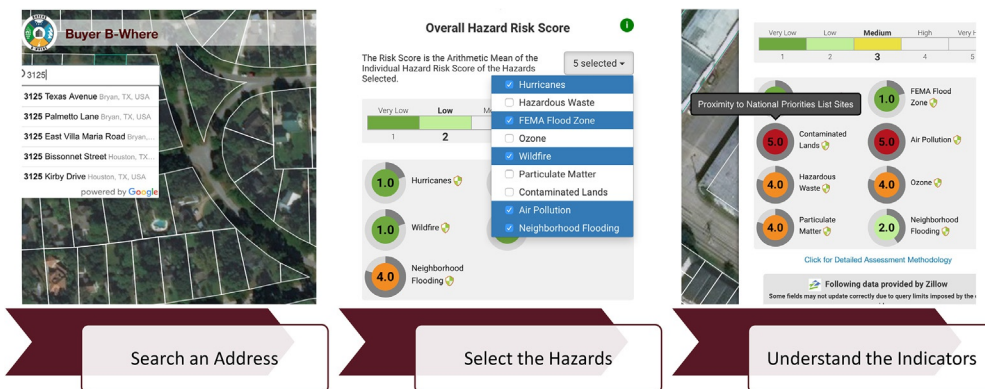 Buyer B-Where
3125
3125 Texas Avenue Bryan, TX, USA
3125 Palmetto Lane Bryan, TX, USA
3125 East Villa Maria Road Bryan,...
3125 Bissonnet Street Houston, TX...
3125 Kirby Drive Houston, TX, USA
powered by Google
Search an Address
Overall Hazard Risk Score
i
The Risk Score is the Arithmetic Mean of the
Individual Hazard Risk Score of the Hazards
Selected.
5 selected
Hurricanes
Hazardous Waste
FEMA Flood Zone
Ozone
Wildfire
Particulate Matter
Contaminated Lands
Air Pollution
Neighborhood Flooding
Very Low Low
1 2
1.0 Hurricanes
1.0 Wildfire
4.0 Neighborhood
Flooding
Select the Hazards
Very Low Low Medium High Very H
1 2 3 4 5
Proximity to National Priorities List Sites
1.0 FEMA Flood
Zone
5.0 Contaminated
Lands
5.0 Air Pollution
4.0 Hazardous
Waste
4.0 Ozone
4.0 Particulate
Matter
2.0 Neighborhood
Flooding
Click for Detailed Assessment Methodology
Following data provided by Zillow
Some fields may not update correctly due to query limits imposed by the
Understand the Indicators